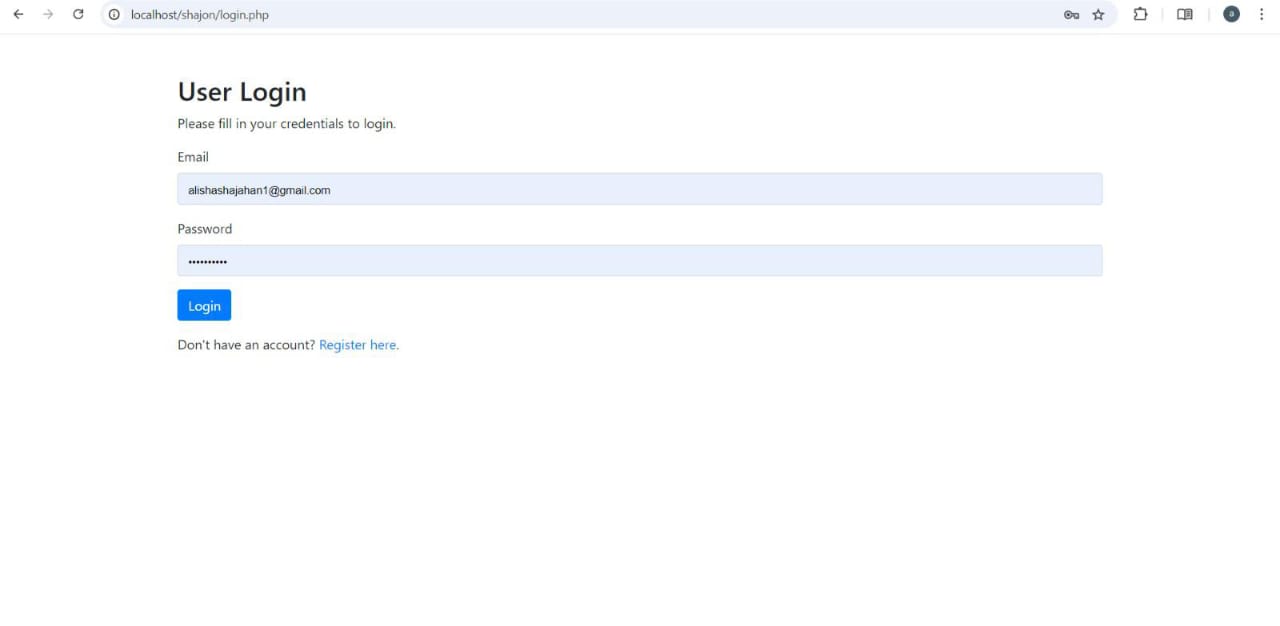 localhost/shajon/login.php
a
User Login
Please fill in your credentials to login.
Email
alishashajahan1@gmail.com
Password
••••••••••
Login
Don't have an account? Register here.